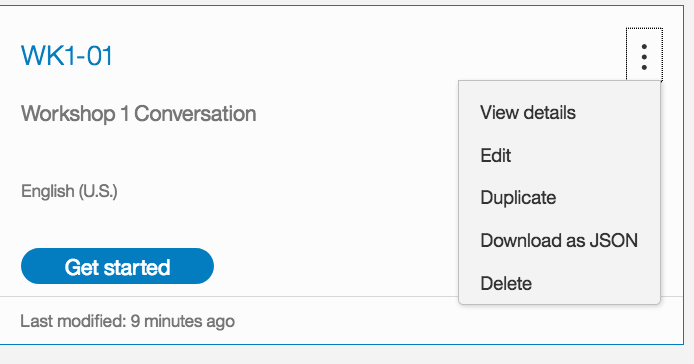 WK1-01
Workshop 1 Conversation
English (U.S.)
Get started
Last modified: 9 minutes ago
View details
Edit
Duplicate
Download as JSON
Delete